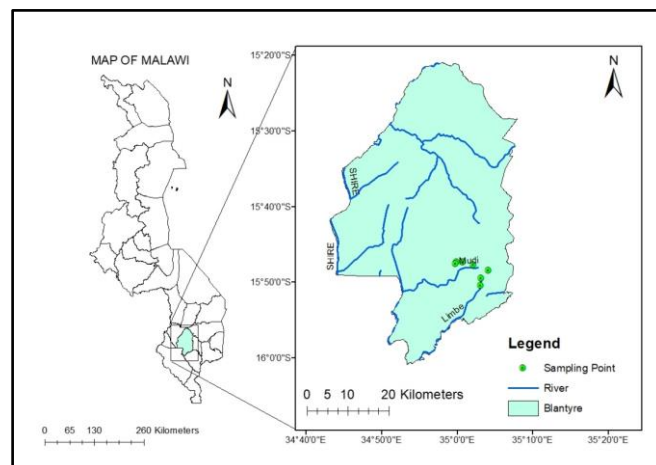 MAP OF MALAWI
N
0 65 130 260 Kilometers
15°20'0"S
15°30'0"S
15°40'0"S
15°50'0"S
16°0'0"S
N
SHIRE
SHIRE
Mudi
Limbe
Legend
Sampling Point
River
Blantyre
0 5 10 20 Kilometers
34°40'0"E 34°50'0"E 35°0'0"E 35°10'0"E 35°20'0"E